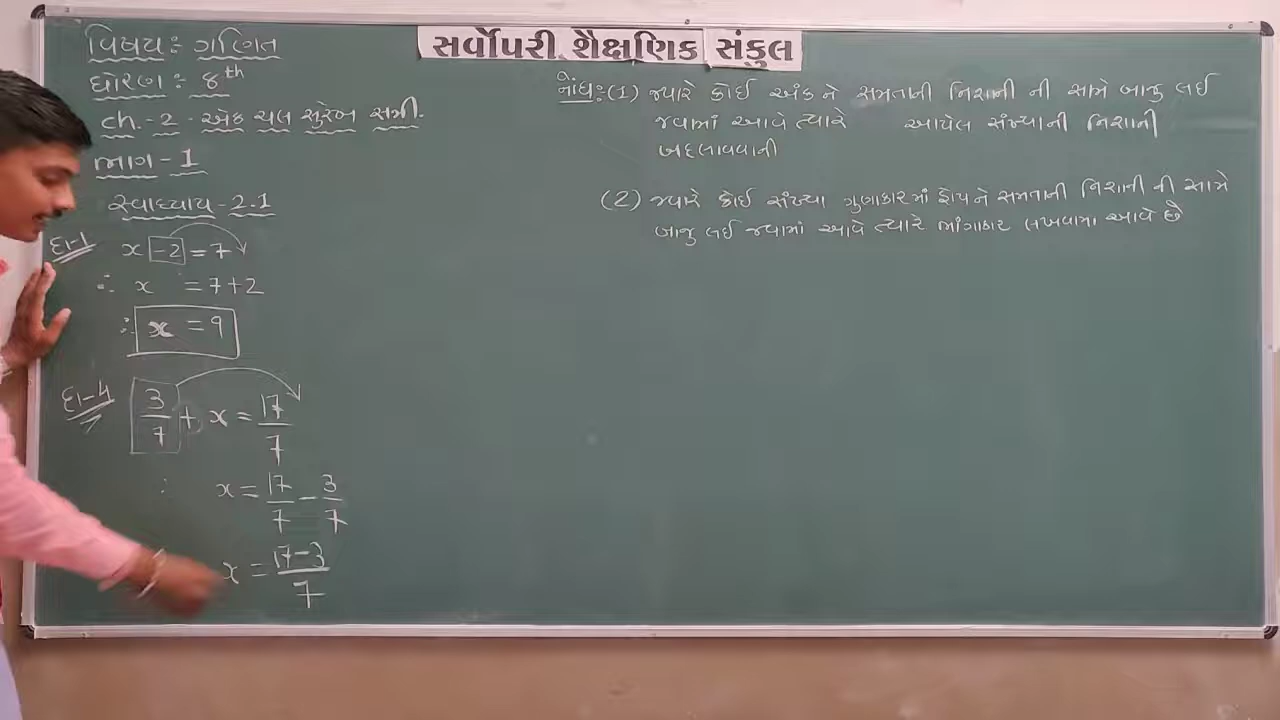 સર્વોપરી શૈક્ષણિક સંકુલ
વિષય : ગણિત
ધોરણ : ૪ th
ch.-2 - એક ચલ સુરેખ સમી.
ભાગ - 1
સ્વાધ્યાય - 2.1
દા-1 x -2 = 7
∴ x = 7+2
∴ x = 9
દા-4 3/7 + x = 17/7
∴ x = 17/7 - 3/7
x = 17-3/7
નોંધ: (1) જ્યારે કોઈ અંક ને સમતાની નિશાની ની સામે બાજુ લઈ
જવામાં આવે ત્યારે આપેલ સંખ્યાની નિશાની
બદલાવવાની
(2) જ્યારે કોઈ સંખ્યા ગુણાકારમાં હોય ને સમતાની નિશાની ની સામે
બાજુ લઈ જવામાં આવે ત્યારે ભાંગાકાર લખવામા આવે છે